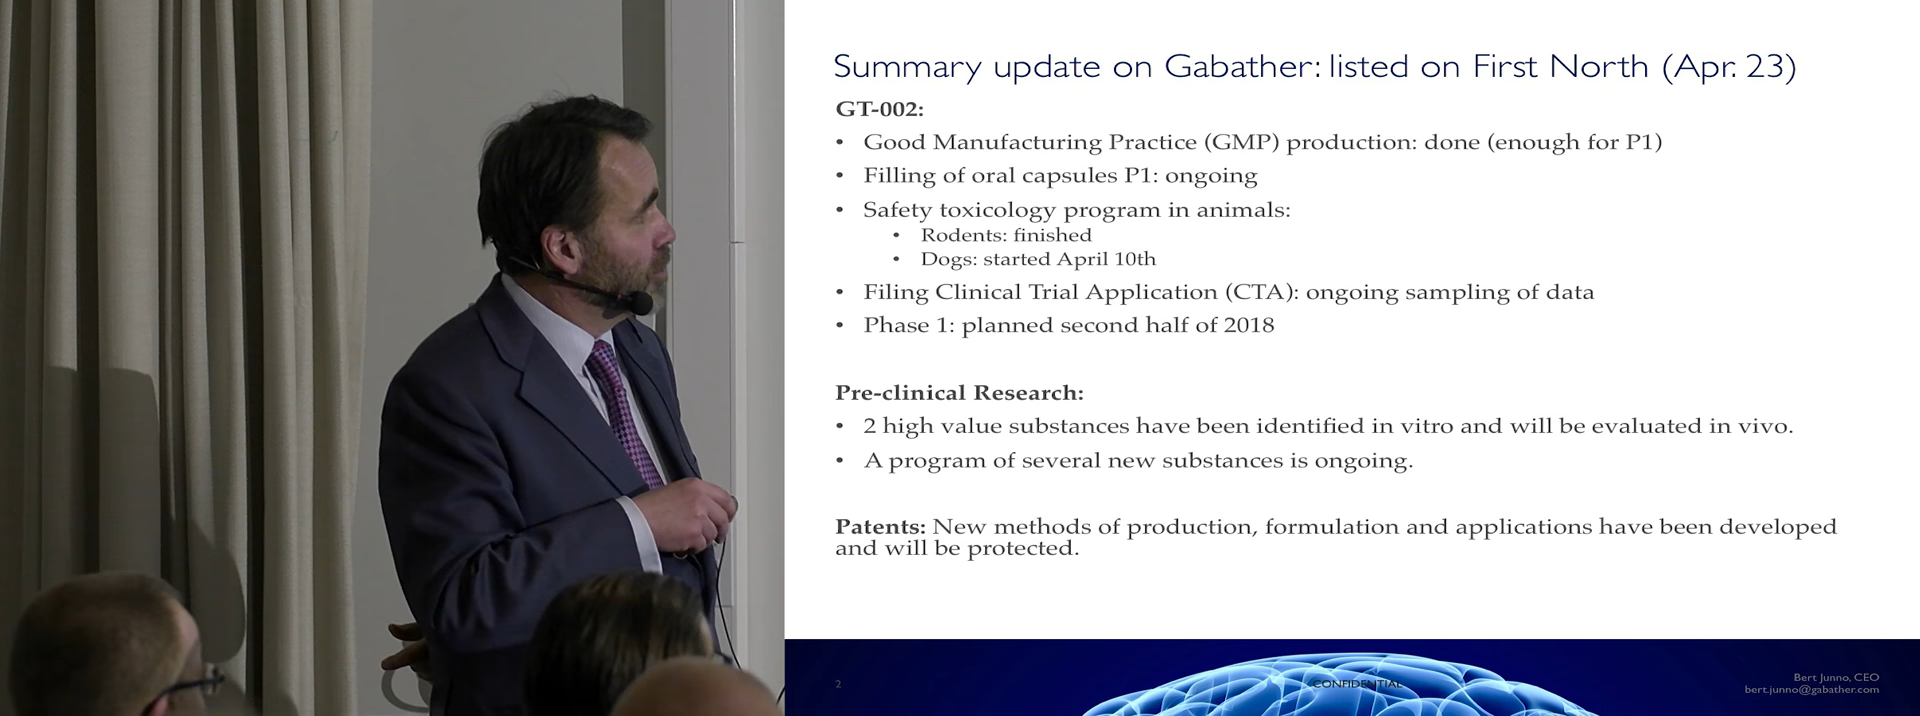 Summary update on Gabather: listed on First North (Apr. 23)
GT-002:
• Good Manufacturing Practice (GMP) production: done (enough for P1)
• Filling of oral capsules P1: ongoing
• Safety toxicology program in animals:
• Rodents: finished
• Dogs: started April 10th
• Filing Clinical Trial Application (CTA): ongoing sampling of data
• Phase 1: planned second half of 2018
Pre-clinical Research:
• 2 high value substances have been identified in vitro and will be evaluated in vivo.
• A program of several new substances is ongoing.
Patents: New methods of production, formulation and applications have been developed
and will be protected.
2
CONFIDENTIAL
Bert Junno, CEO
bert.junno@gabather.com